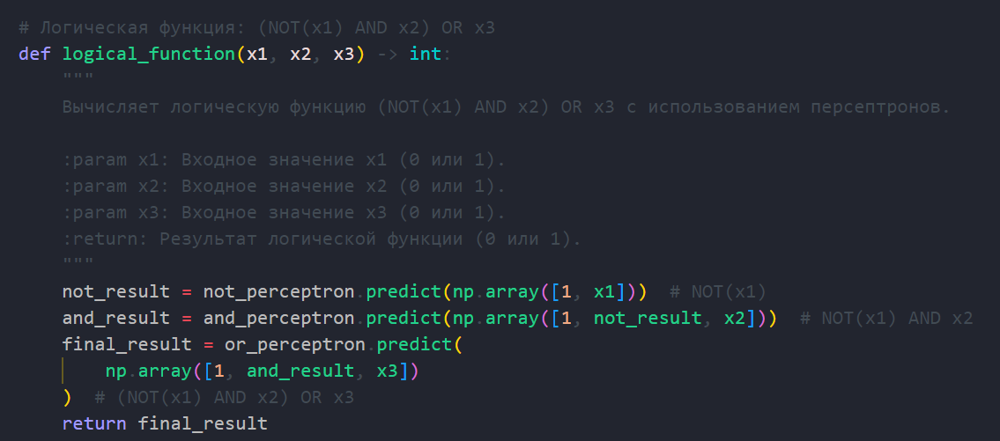 # Логическая функция: (NOT(x1) AND x2) OR x3
def logical_function(x1, x2, x3) -> int:
    """
    Вычисляет логическую функцию (NOT(x1) AND x2) OR x3 с использованием персептронов.

    :param x1: Входное значение x1 (0 или 1).
    :param x2: Входное значение x2 (0 или 1).
    :param x3: Входное значение x3 (0 или 1).
    :return: Результат логической функции (0 или 1).
    """
    not_result = not_perceptron.predict(np.array([1, x1]))  # NOT(x1)
    and_result = and_perceptron.predict(np.array([1, not_result, x2]))  # NOT(x1) AND x2
    final_result = or_perceptron.predict(
        np.array([1, and_result, x3])
    )  # (NOT(x1) AND x2) OR x3
    return final_result